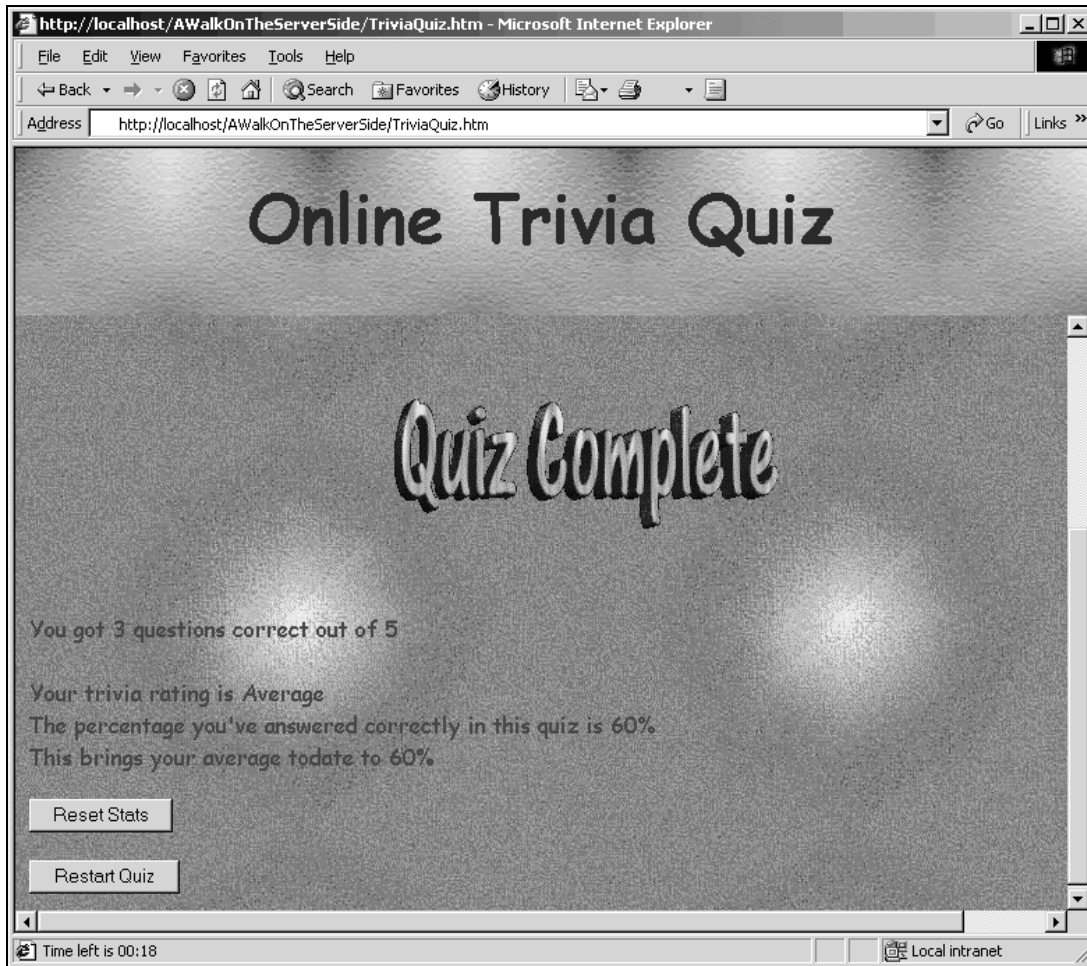 http://localhost/AWalkOnTheServerSide/TriviaQuiz.htm - Microsoft Internet Explorer
File Edit View Favorites Tools Help
Back Search Favorites History
Address http://localhost/AWalkOnTheServerSide/TriviaQuiz.htm Go Links »
Online Trivia Quiz
Quiz Complete
You got 3 questions correct out of 5
Your trivia rating is Average
The percentage you've answered correctly in this quiz is 60%
This brings your average todate to 60%
Reset Stats
Restart Quiz
Time left is 00:18 Local intranet